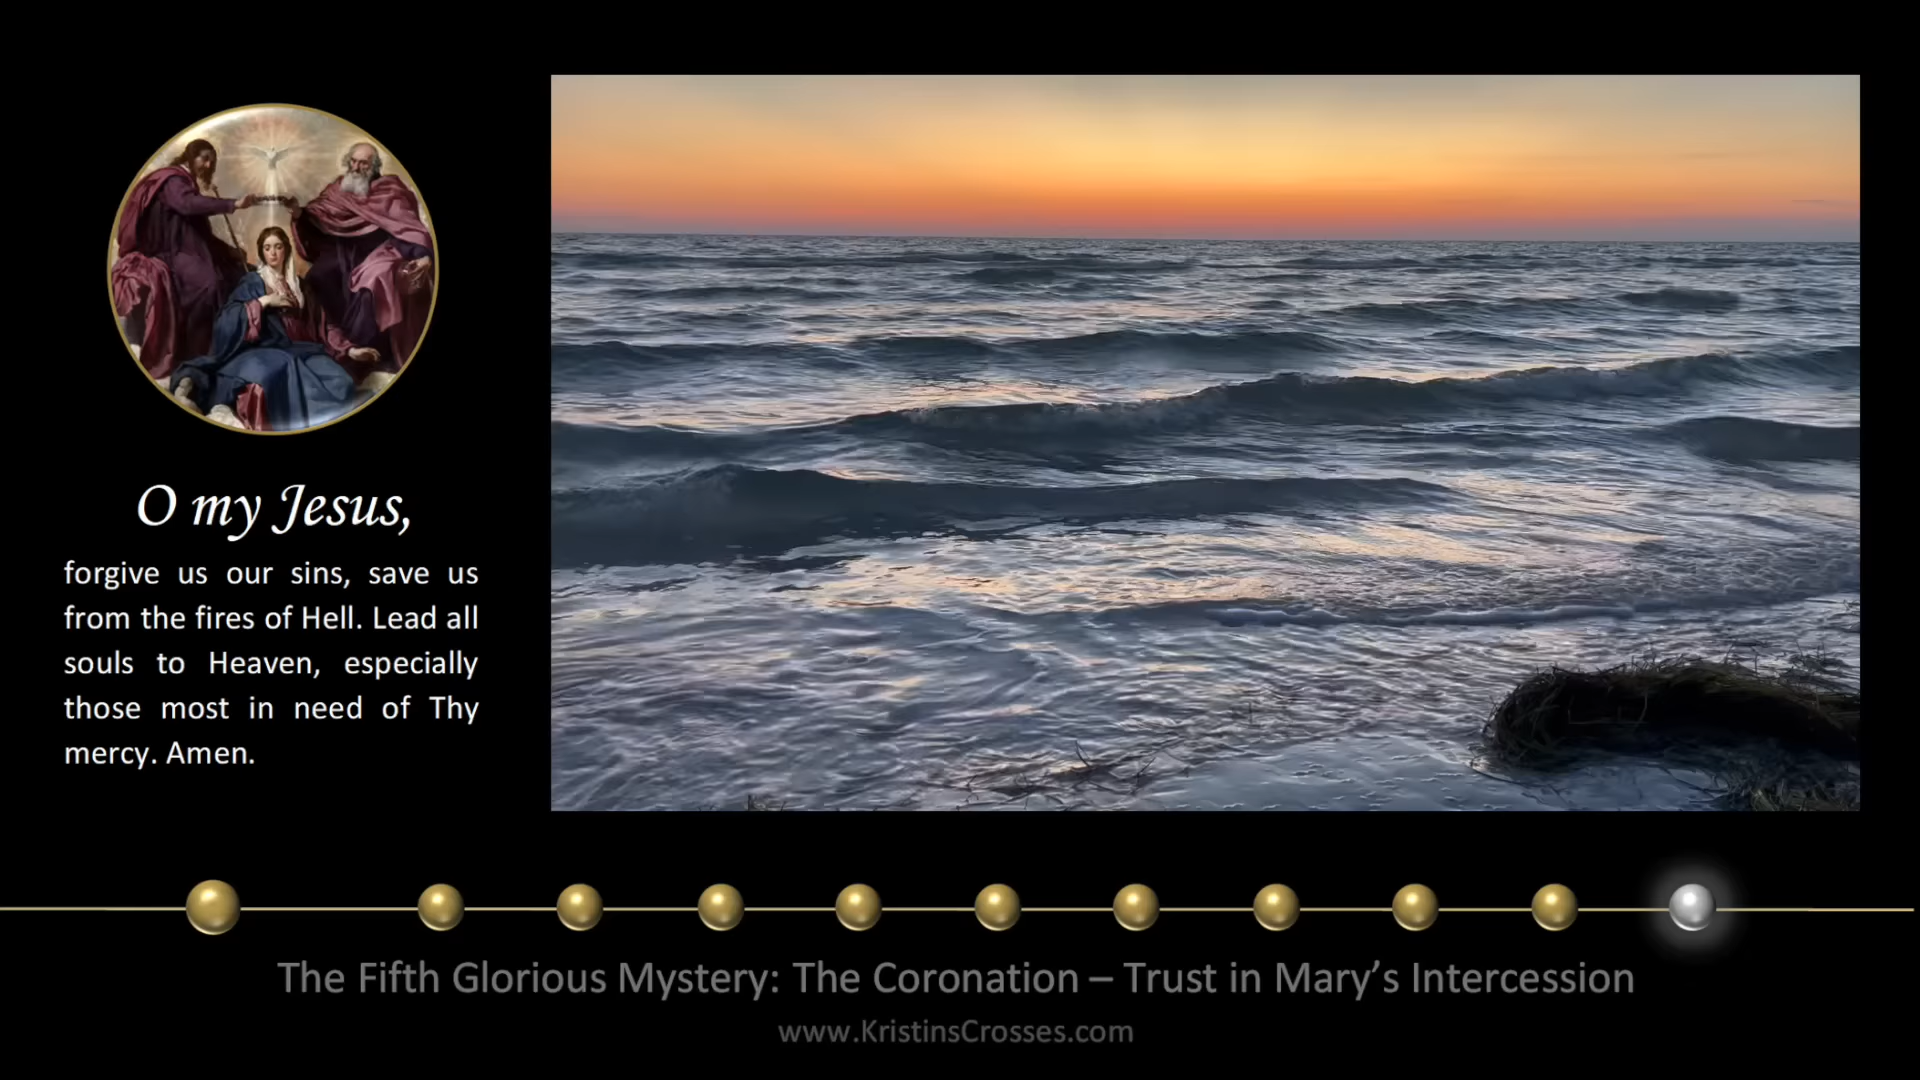 O my Jesus,
forgive us our sins, save us
from the fires of Hell. Lead all
souls to Heaven, especially
those most in need of Thy
mercy. Amen.
The Fifth Glorious Mystery: The Coronation – Trust in Mary’s Intercession
www.KristinsCrosses.com